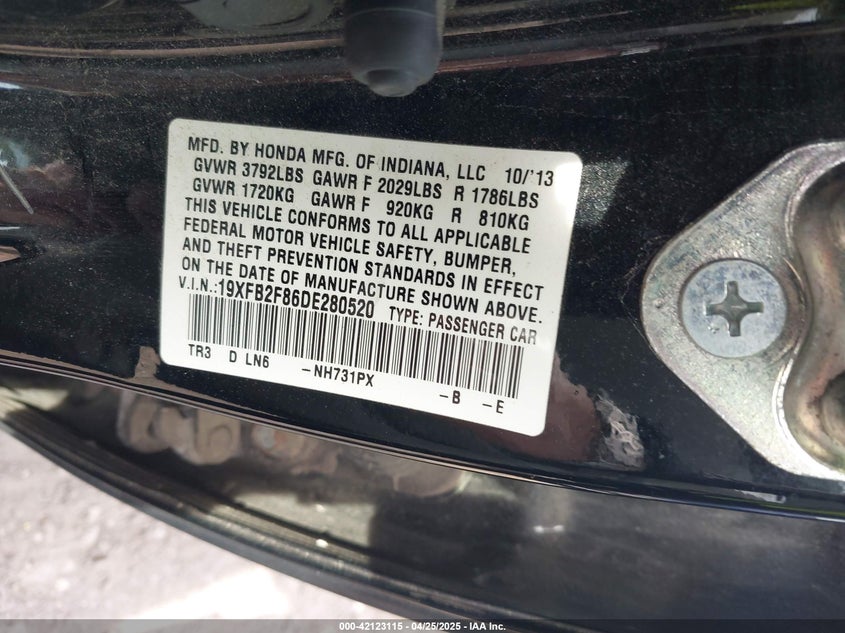 MFD. BY HONDA MFG. OF INDIANA, LLC 10/'13
GVWR 3792LBS GAWR F 2029LBS R 1786LBS
GVWR 1720KG GAWR F 920KG R 810KG
THIS VEHICLE CONFORMS TO ALL APPLICABLE
FEDERAL MOTOR VEHICLE SAFETY, BUMPER,
AND THEFT PREVENTION STANDARDS IN EFFECT
ON THE DATE OF MANUFACTURE SHOWN ABOVE.
V.I.N.:19XFB2F86DE280520 TYPE: PASSENGER CAR
TR3 D LN6 -NH731PX -B -E
000-42123115 - 04/25/2025 - IAA Inc.